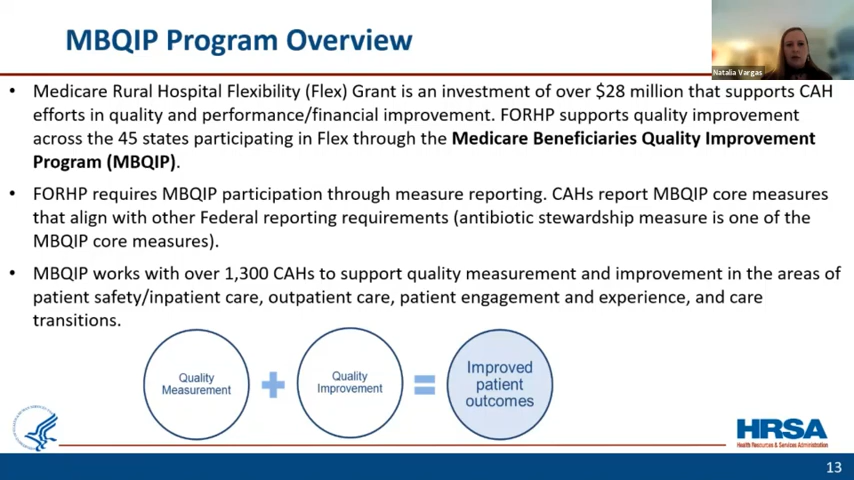 MBQIP Program Overview
Natalia Vargas
• Medicare Rural Hospital Flexibility (Flex) Grant is an investment of over $28 million that supports CAH
efforts in quality and performance/financial improvement. FORHP supports quality improvement
across the 45 states participating in Flex through the Medicare Beneficiaries Quality Improvement
Program (MBQIP).
• FORHP requires MBQIP participation through measure reporting. CAHs report MBQIP core measures
that align with other Federal reporting requirements (antibiotic stewardship measure is one of the
MBQIP core measures).
• MBQIP works with over 1,300 CAHs to support quality measurement and improvement in the areas of
patient safety/inpatient care, outpatient care, patient engagement and experience, and care
transitions.
Quality
Measurement
+
Quality
Improvement
=
Improved
patient
outcomes
HRSA
Health Resources & Services Administration
13